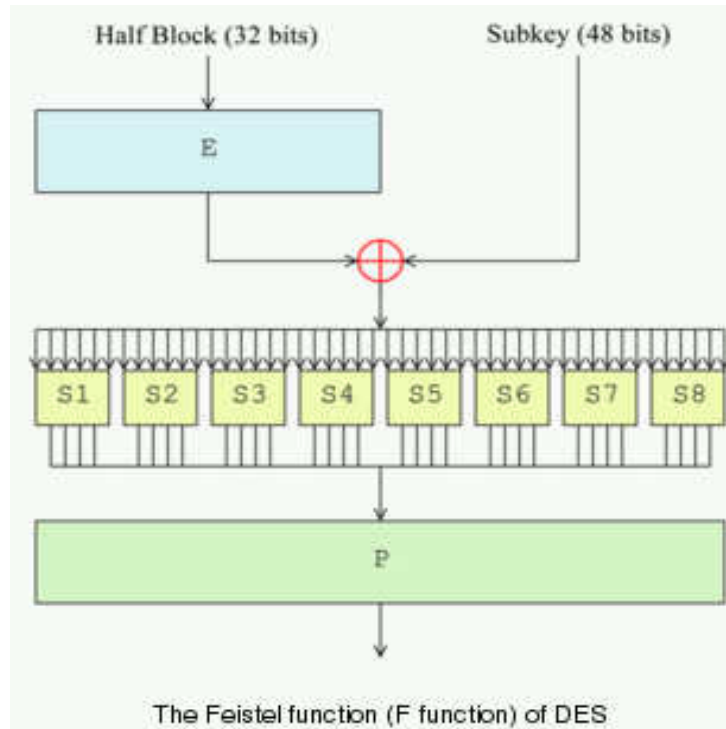 Half Block (32 bits) Subkey (48 bits)
E
S1 S2 S3 S4 S5 S6 S7 S8
P
The Feistel function (F function) of DES